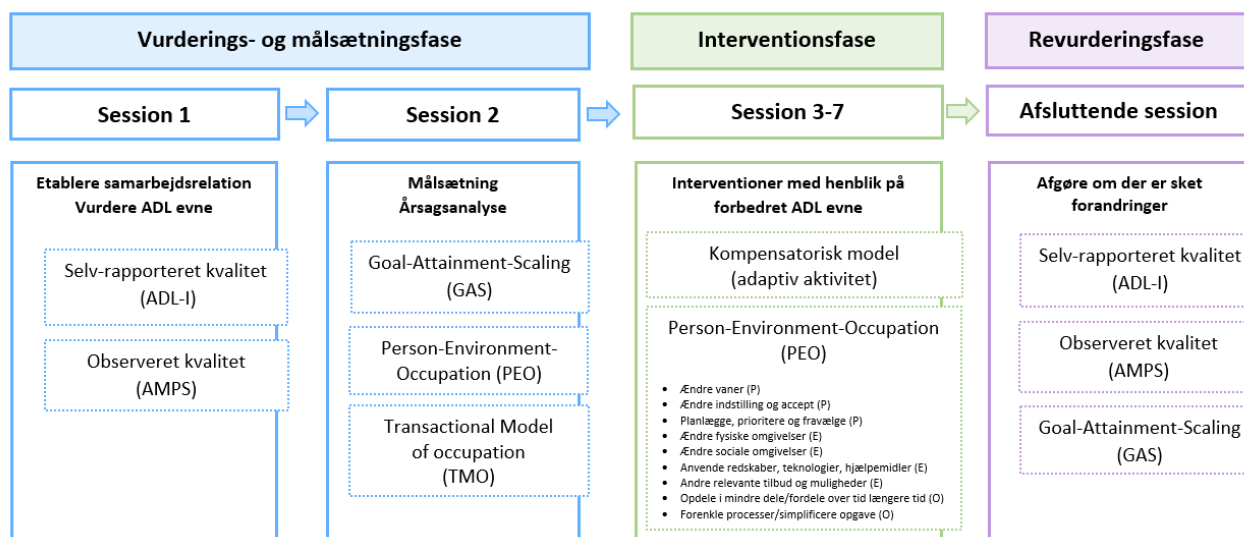 Vurderings- og målsætningsfase
Interventionsfase
Revurderingsfase
Session 1
Session 2
Session 3-7
Afsluttende session
Etablere samarbejdsrelation
Vurdere ADL evne
Selv-rapporteret kvalitet
(ADL-I)
Observeret kvalitet
(AMPS)
Målsætning
Årsagsanalyse
Goal-Attainment-Scaling
(GAS)
Person-Environment-
Occupation (PEO)
Transactional Model
of occupation
(TMO)
Interventioner med henblik på
forbedret ADL evne
Kompensatorisk model
(adaptiv aktivitet)
Person-Environment-Occupation
(PEO)
• Ændre vaner (P)
• Ændre indstilling og accept (P)
• Planlægge, prioritere og fravælge (P)
• Ændre fysiske omgivelser (E)
• Ændre sociale omgivelser (E)
• Anvende redskaber, teknologier, hjælpemidler (E)
• Andre relevante tilbud og muligheder (E)
• Opdele i mindre dele/fordele over tid længere tid (O)
• Forenkle processer/simplificere opgave (O)
Afgøre om der er sket
forandringer
Selv-rapporteret kvalitet
(ADL-I)
Observeret kvalitet
(AMPS)
Goal-Attainment-Scaling
(GAS)